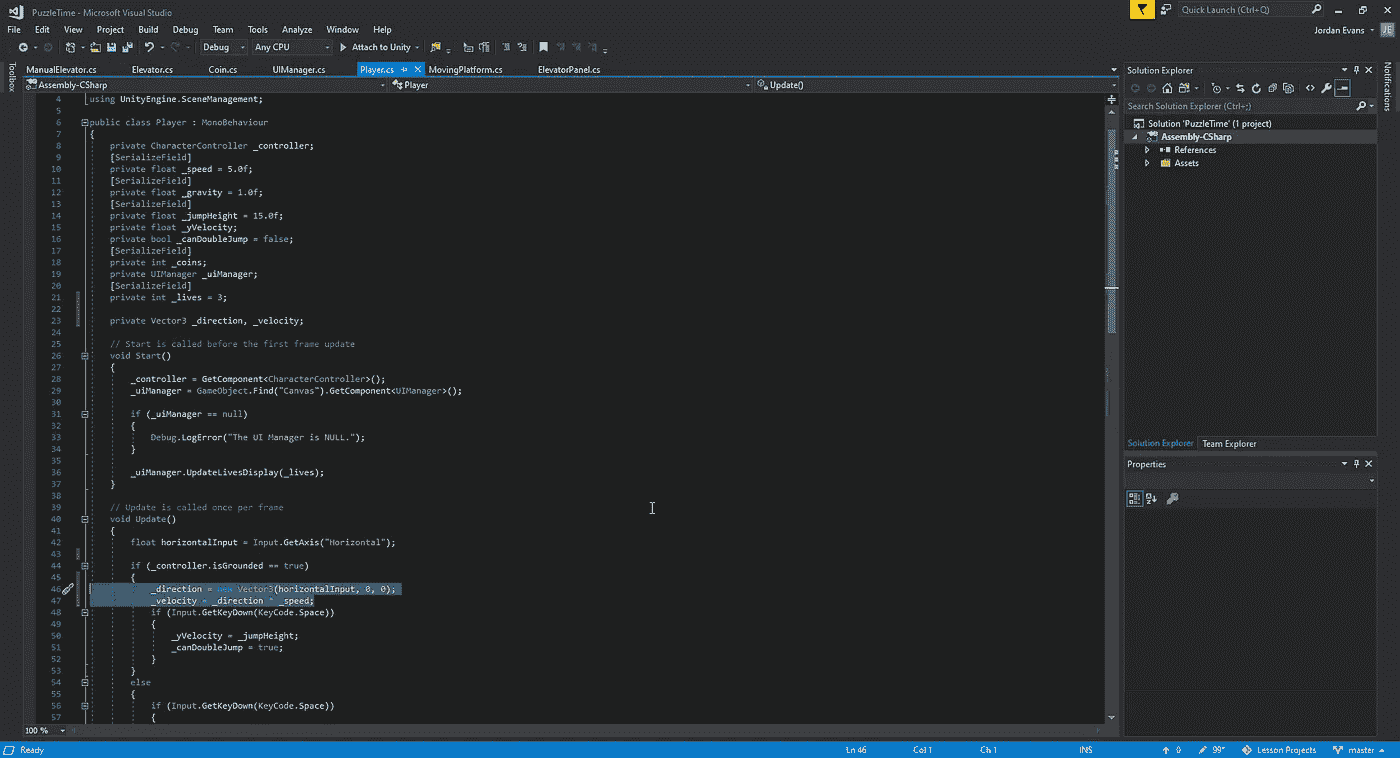 PuzzleTime - Microsoft Visual Studio
Quick Launch (Ctrl+Q)
File Edit View Project Build Debug Team Tools Analyze Window Help
Jordan Evans
JE
Debug Any CPU Attach to Unity
Toolbox
ManualElevator.cs Elevator.cs Coin.cs UIManager.cs Player.cs MovingPlatform.cs ElevatorPanel.cs
Assembly-CSharp Player Update()
4 using UnityEngine.SceneManagement;
5
6 public class Player : MonoBehaviour
7 {
8 private CharacterController _controller;
9 [SerializeField]
10 private float _speed = 5.0f;
11 [SerializeField]
12 private float _gravity = 1.0f;
13 [SerializeField]
14 private float _jumpHeight = 15.0f;
15 private float _yVelocity;
16 private bool _canDoubleJump = false;
17 [SerializeField]
18 private int _coins;
19 private UIManager _uiManager;
20 [SerializeField]
21 private int _lives = 3;
22
23 private Vector3 _direction, _velocity;
24
25 // Start is called before the first frame update
26 void Start()
27 {
28 _controller = GetComponent<CharacterController>();
29 _uiManager = GameObject.Find("Canvas").GetComponent<UIManager>();
30
31 if (_uiManager == null)
32 {
33 Debug.LogError("The UI Manager is NULL.");
34 }
35
36 _uiManager.UpdateLivesDisplay(_lives);
37 }
38
39 // Update is called once per frame
40 void Update()
41 {
42 float horizontalInput = Input.GetAxis("Horizontal");
43
44 if (_controller.isGrounded == true)
45 {
46 _direction = new Vector3(horizontalInput, 0, 0);
47 _velocity = _direction * _speed;
48 if (Input.GetKeyDown(KeyCode.Space))
49 {
50 _yVelocity = _jumpHeight;
51 _canDoubleJump = true;
52 }
53 }
54 else
55 {
56 if (Input.GetKeyDown(KeyCode.Space))
57 {
100 %
Solution Explorer
Search Solution Explorer (Ctrl+;)
Solution 'PuzzleTime' (1 project)
Assembly-CSharp
References
Assets
Solution Explorer Team Explorer
Properties
Notifications
Ready Ln 46 Col 1 Ch 1 INS 0 99* Lesson Projects master